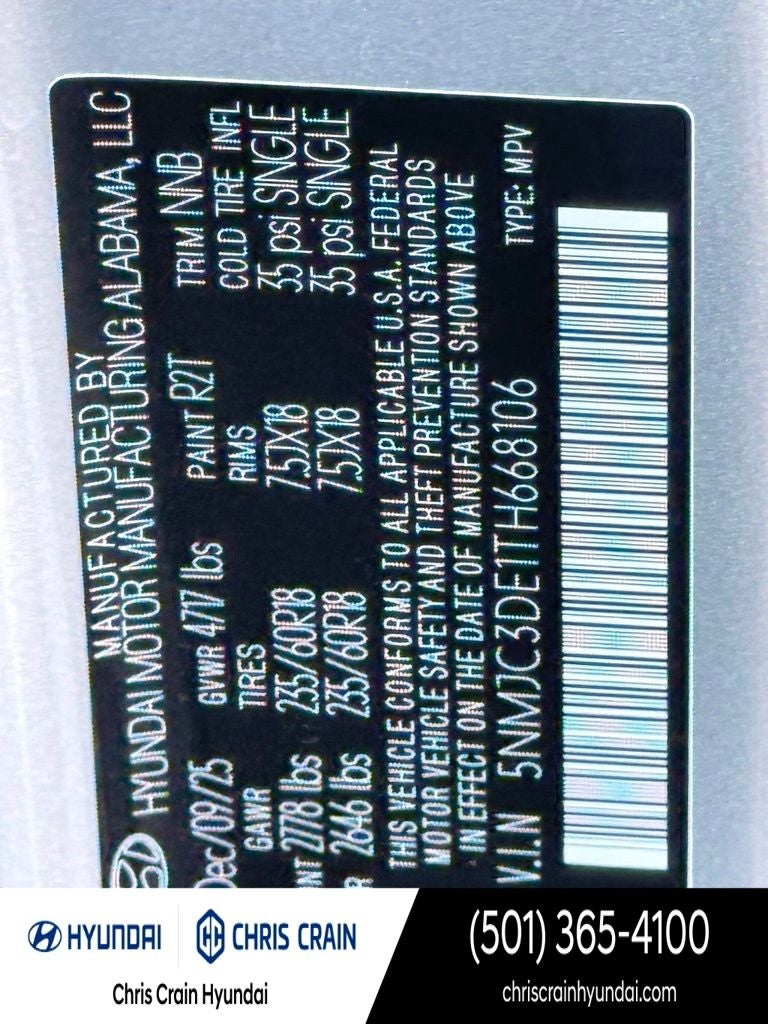 MANUFACTURED BY
HYUNDAI MOTOR MANUFACTURING ALABAMA, LLC
Dec/09/25 GVWR 4717 lbs PAINT R2T TRIM NNB
GAWR TIRES RIMS COLD TIRE INFL
2778 lbs 235/60R18 7.5JX18 35 psi SINGLE
2646 lbs 235/60R18 7.5JX18 35 psi SINGLE
THIS VEHICLE CONFORMS TO ALL APPLICABLE U.S.A. FEDERAL
MOTOR VEHICLE SAFETY AND THEFT PREVENTION STANDARDS
IN EFFECT ON THE DATE OF MANUFACTURE SHOWN ABOVE
V.I.N 5NMJC3DE1TH668106 TYPE: MPV
HYUNDAI CHRIS CRAIN
Chris Crain Hyundai
(501) 365-4100
chriscrainhyundai.com